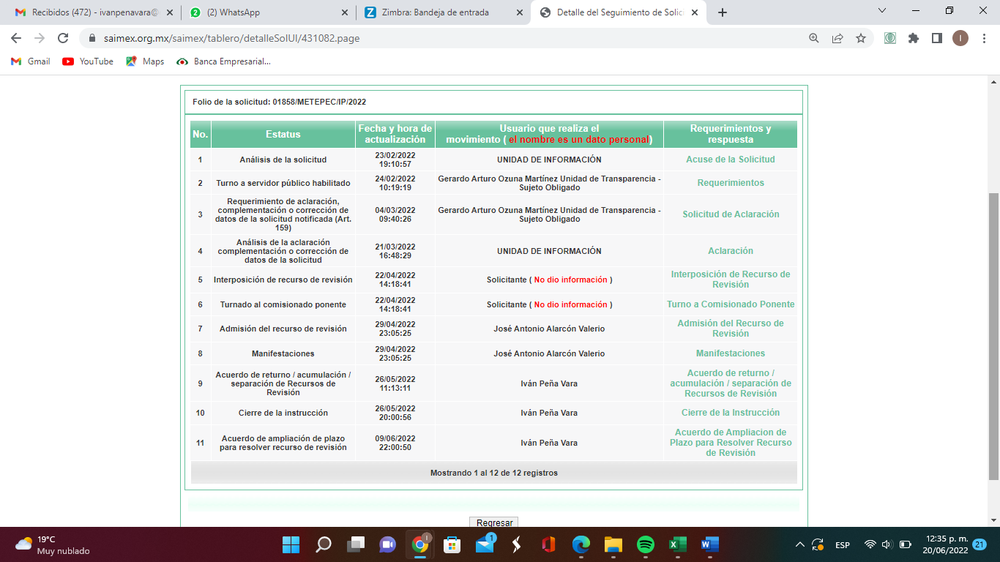 Recibidos (472) - ivanpenavara@
(2) WhatsApp
Zimbra: Bandeja de entrada
Detalle del Seguimiento de Solici
saimex.org.mx/saimex/tablero/detalleSolUI/431082.page
I
Gmail
YouTube
Maps
Banca Empresarial...
Folio de la solicitud: 01858/METEPEC/IP/2022
No.
Estatus
Fecha y hora de
actualización
Usuario que realiza el
movimiento ( el nombre es un dato personal)
Requerimientos y
respuesta
1
Análisis de la solicitud
23/02/2022
19:10:57
UNIDAD DE INFORMACIÓN
Acuse de la Solicitud
2
Turno a servidor público habilitado
24/02/2022
10:19:19
Gerardo Arturo Ozuna Martínez Unidad de Transparencia -
Sujeto Obligado
Requerimientos
3
Requerimiento de aclaración,
complementación o corrección de
datos de la solicitud notificada (Art.
159)
04/03/2022
09:40:26
Gerardo Arturo Ozuna Martínez Unidad de Transparencia -
Sujeto Obligado
Solicitud de Aclaración
4
Análisis de la aclaración
complementación o corrección de
datos de la solicitud
21/03/2022
16:48:29
UNIDAD DE INFORMACIÓN
Aclaración
5
Interposición de recurso de revisión
22/04/2022
14:18:41
Solicitante ( No dio información )
Interposición de Recurso de
Revisión
6
Turnado al comisionado ponente
22/04/2022
14:18:41
Solicitante ( No dio información )
Turno a Comisionado Ponente
7
Admisión del recurso de revisión
29/04/2022
23:05:25
José Antonio Alarcón Valerio
Admisión del Recurso de
Revisión
8
Manifestaciones
29/04/2022
23:05:25
José Antonio Alarcón Valerio
Manifestaciones
9
Acuerdo de returno / acumulación /
separación de Recursos de
Revisión
26/05/2022
11:13:11
Iván Peña Vara
Acuerdo de returno /
acumulación / separación de
Recursos de Revisión
10
Cierre de la instrucción
26/05/2022
20:00:56
Iván Peña Vara
Cierre de la Instrucción
11
Acuerdo de ampliación de plazo
para resolver recurso de revisión
09/06/2022
22:00:50
Iván Peña Vara
Acuerdo de Ampliacion de
Plazo para Resolver Recurso
de Revisión
Mostrando 1 al 12 de 12 registros
Regresar
19°C
Muy nublado
ESP
12:35 p. m.
20/06/2022
21